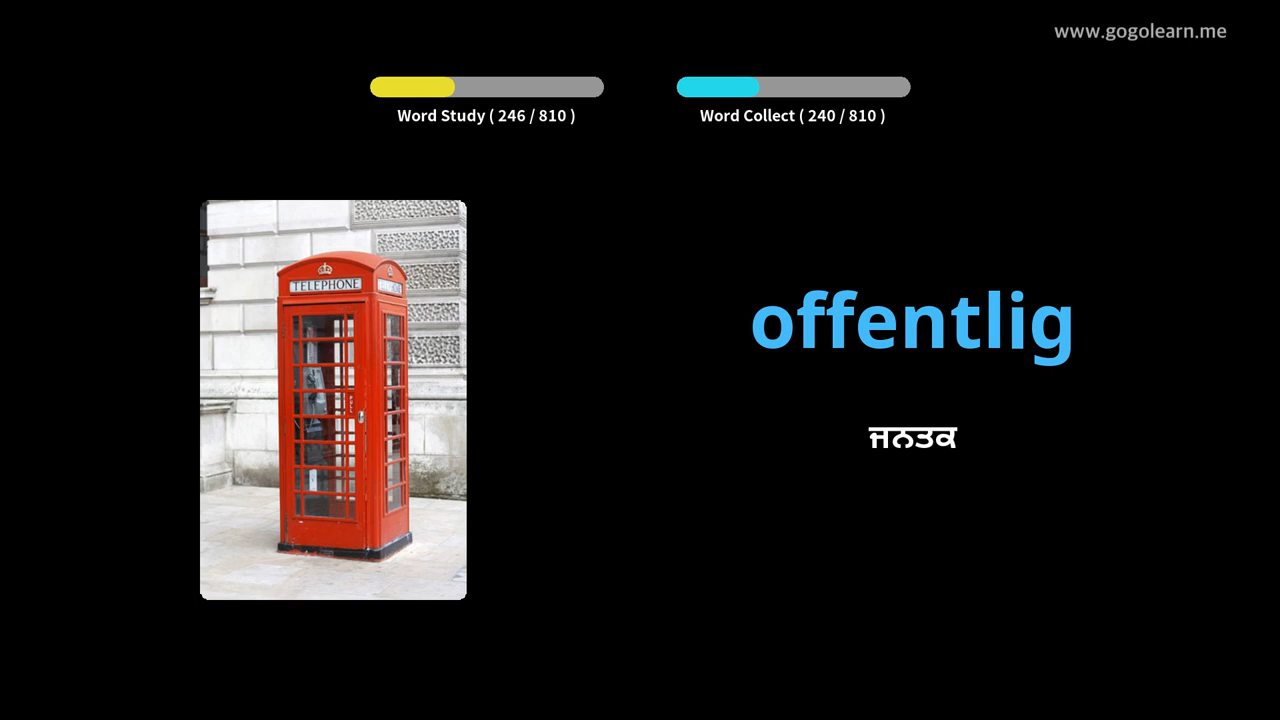 www.gogolearn.me
Word Study ( 246 / 810 )
Word Collect ( 240 / 810 )
TELEPHONE
offentlig
ਜਨਤਕ